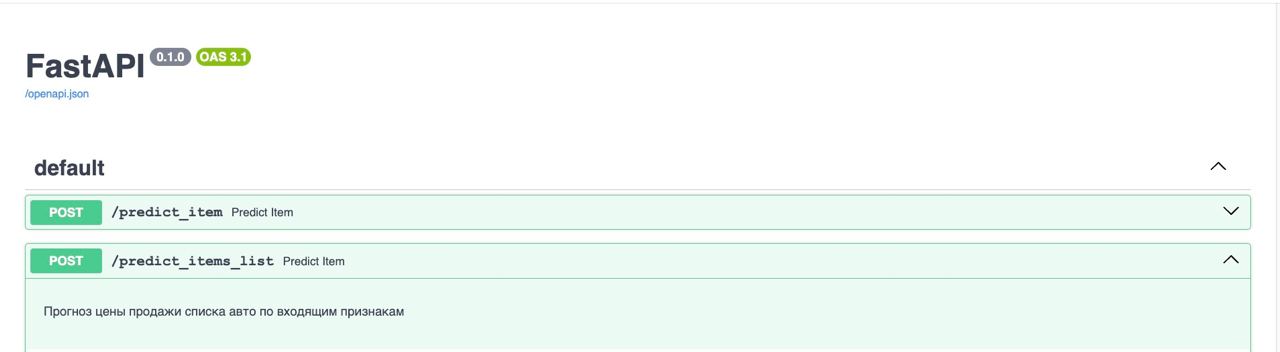 FastAPI 0.1.0 OAS 3.1
/openapi.json
default
POST /predict_item Predict Item
POST /predict_items_list Predict Item
Прогноз цены продажи списка авто по входящим признакам